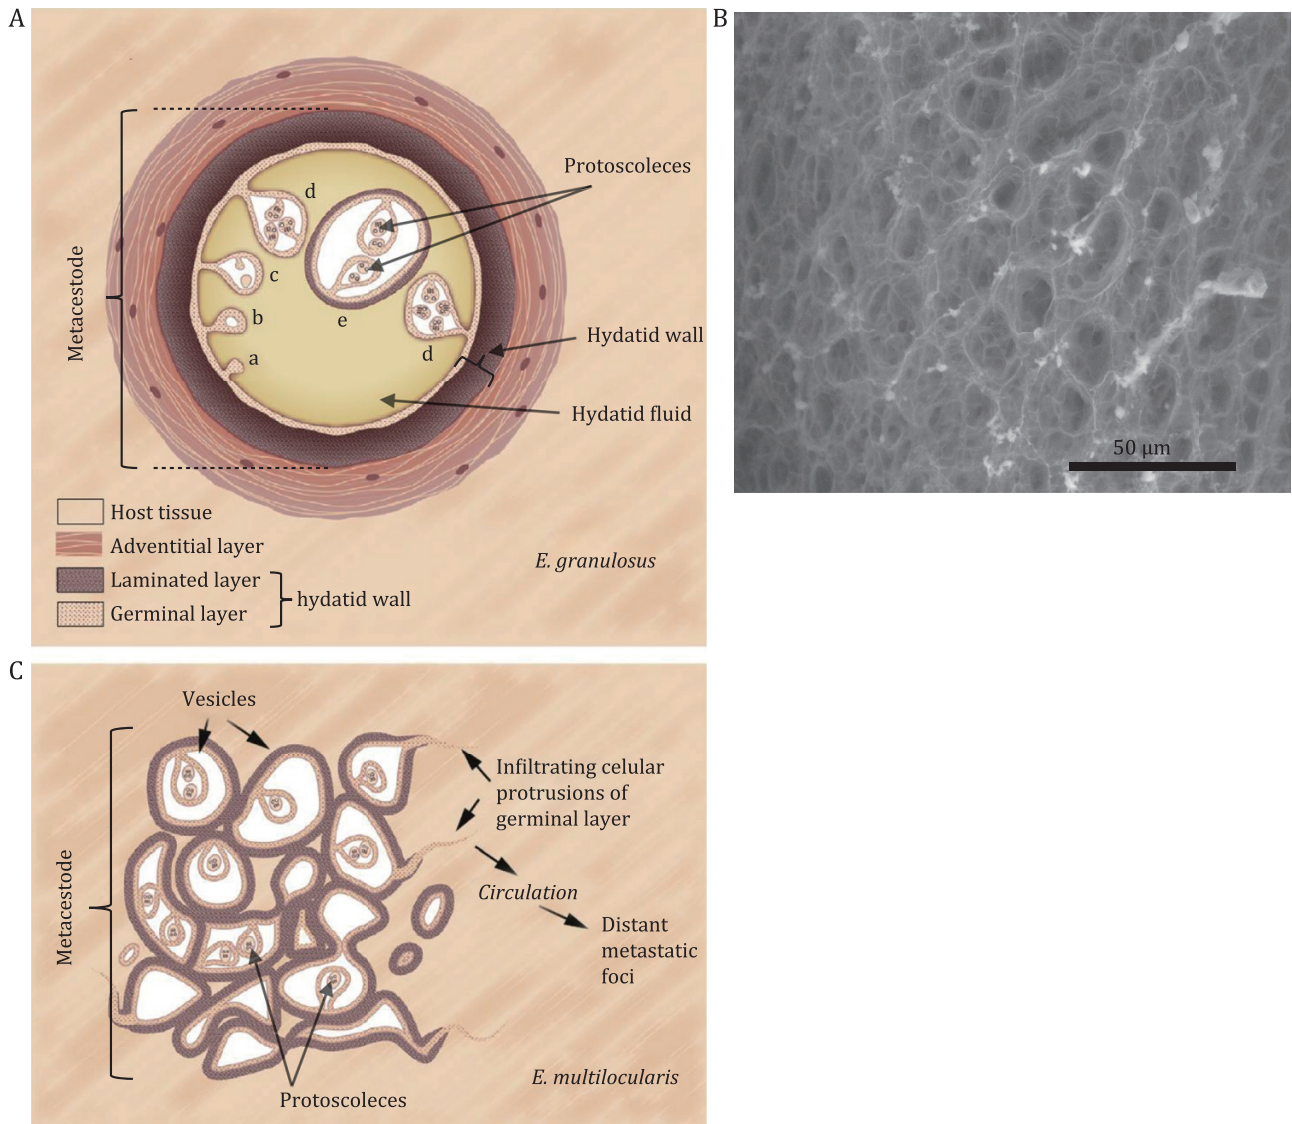 A
Metacestode
Protoscoleces
d
c
b
a
e
d
Hydatid wall
Hydatid fluid
Host tissue
Adventitial layer
Laminated layer
Germinal layer
hydatid wall
E. granulosus
B
50 µm
C
Vesicles
Metacestode
Infiltrating celular
protrusions of
germinal layer
Circulation
Distant
metastatic
foci
Protoscoleces
E. multilocularis